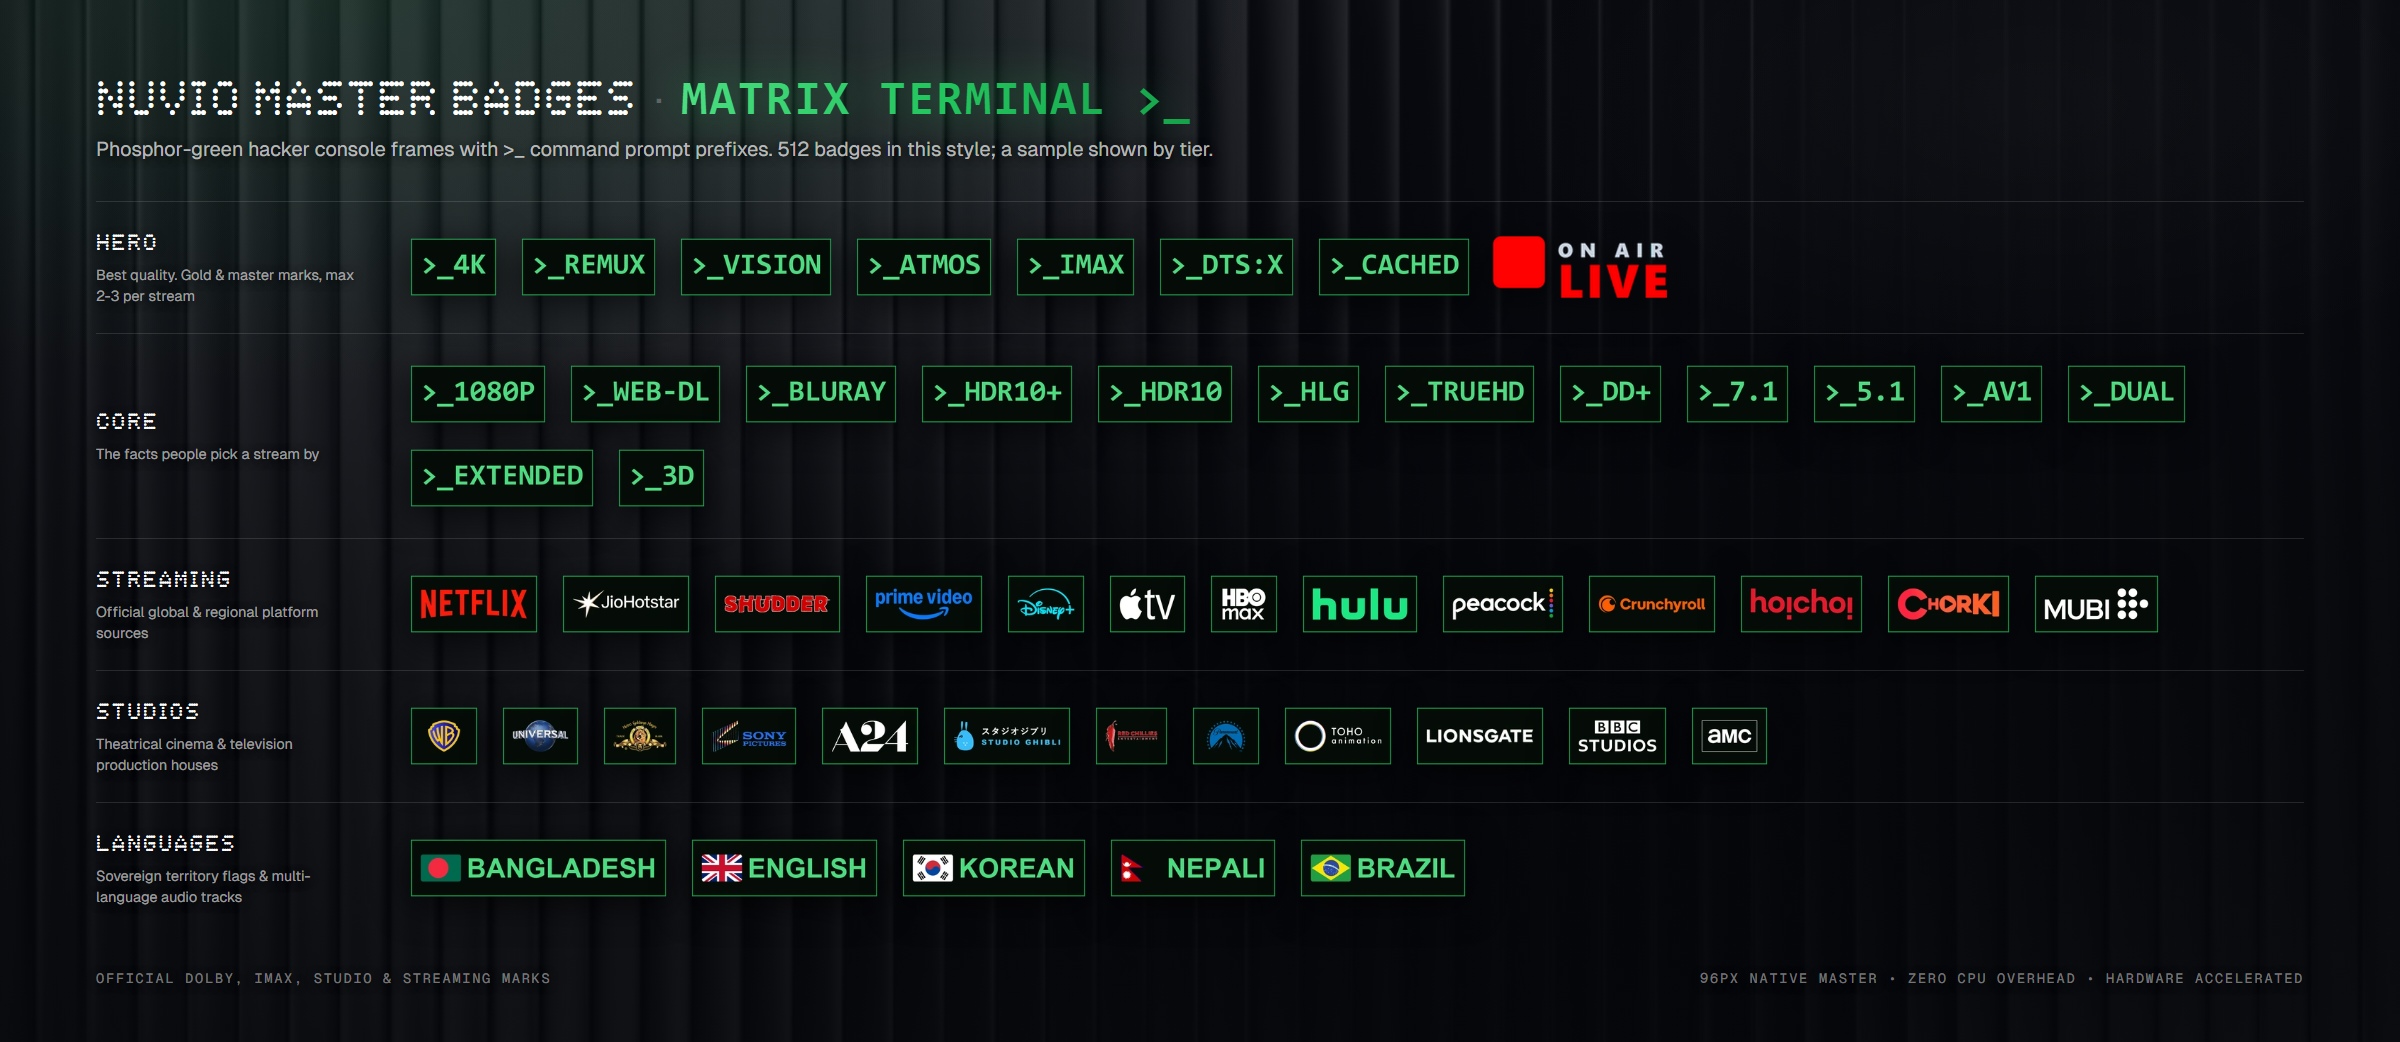 NUVIO MASTER BADGES · MATRIX TERMINAL >_
Phosphor-green hacker console frames with >_ command prompt prefixes. 512 badges in this style; a sample shown by tier.
HERO
Best quality. Gold & master marks, max
2-3 per stream
>_4K >_REMUX >_VISION >_ATMOS >_IMAX >_DTS:X >_CACHED ON AIR
LIVE
CORE
The facts people pick a stream by
>_1080P >_WEB-DL >_BLURAY >_HDR10+ >_HDR10 >_HLG >_TRUEHD >_DD+ >_7.1 >_5.1 >_AV1 >_DUAL
>_EXTENDED >_3D
STREAMING
Official global & regional platform
sources
NETFLIX JioHotstar SHUDDER prime video Disney+ tv HBO max hulu peacock Crunchyroll hoichoi CHORKI MUBI
STUDIOS
Theatrical cinema & television
production houses
WB UNIVERSAL SONY PICTURES A24 スタジオジブリ STUDIO GHIBLI RED CHILLIES ENTERTAINMENT TOHO animation LIONSGATE BBC STUDIOS aMC
LANGUAGES
Sovereign territory flags & multi-
language audio tracks
BANGLADESH ENGLISH KOREAN NEPALI BRAZIL
OFFICIAL DOLBY, IMAX, STUDIO & STREAMING MARKS
96PX NATIVE MASTER • ZERO CPU OVERHEAD • HARDWARE ACCELERATED